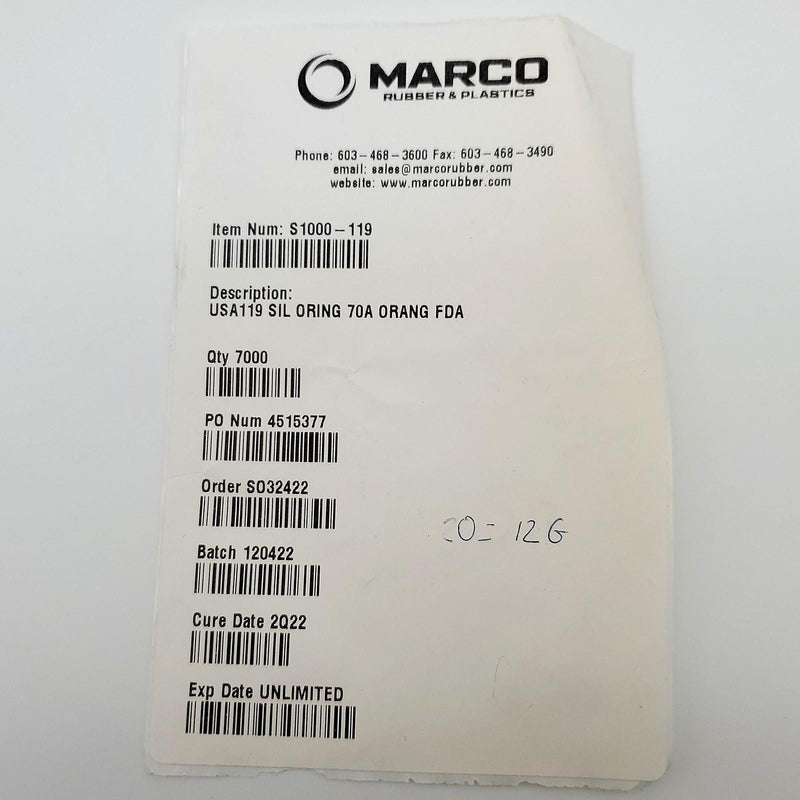 MARCO
RUBBER & PLASTICS
Phone: 603-468-3600 Fax: 603-468-3490
email: sales@marcorubber.com
website: www.marcorubber.com
Item Num: S1000-119
Description:
USA119 SIL ORING 70A ORANG FDA
Qty 7000
PO Num 4515377
Order SO32422
Batch 120422
= 12G
Cure Date 2Q22
Exp Date UNLIMITED